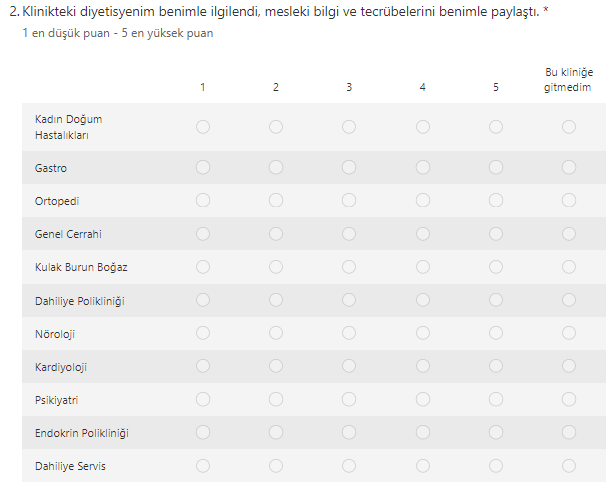 2. Klinikteki diyetisyenim benimle ilgilendi, mesleki bilgi ve tecrübelerini benimle paylaştı. *
1 en düşük puan - 5 en yüksek puan
1 2 3 4 5 Bu kliniğe
gitmedim
Kadın Doğum
Hastalıkları
Gastro
Ortopedi
Genel Cerrahi
Kulak Burun Boğaz
Dahiliye Polikliniği
Nöroloji
Kardiyoloji
Psikiyatri
Endokrin Polikliniği
Dahiliye Servis